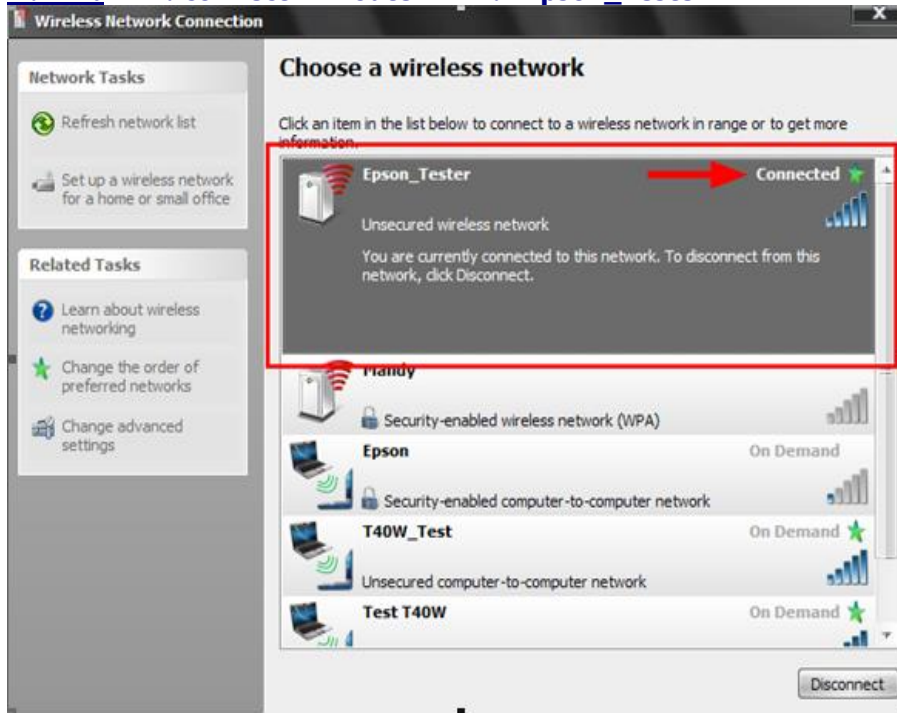 Wireless Network Connection
Network Tasks
Refresh network list
Set up a wireless network
for a home or small office
Related Tasks
Learn about wireless
networking
Change the order of
preferred networks
Change advanced
settings
Choose a wireless network
Click an item in the list below to connect to a wireless network in range or to get more
information.
Epson_Tester Connected
Unsecured wireless network
You are currently connected to this network. To disconnect from this
network, click Disconnect.
Mandy
Security-enabled wireless network (WPA)
Epson On Demand
Security-enabled computer-to-computer network
T40W_Test On Demand
Unsecured computer-to-computer network
Test T40W On Demand
Disconnect